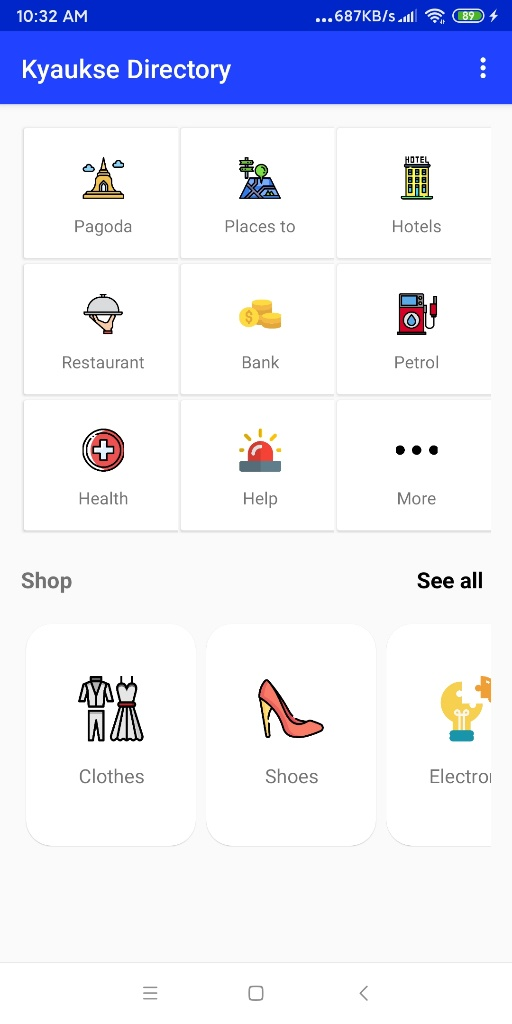 10:32 AM
...687KB/s
89
Kyaukse Directory
HOTEL
Pagoda
Places to
Hotels
Restaurant
Bank
Petrol
Health
Help
More
Shop
See all
Clothes
Shoes
Electro